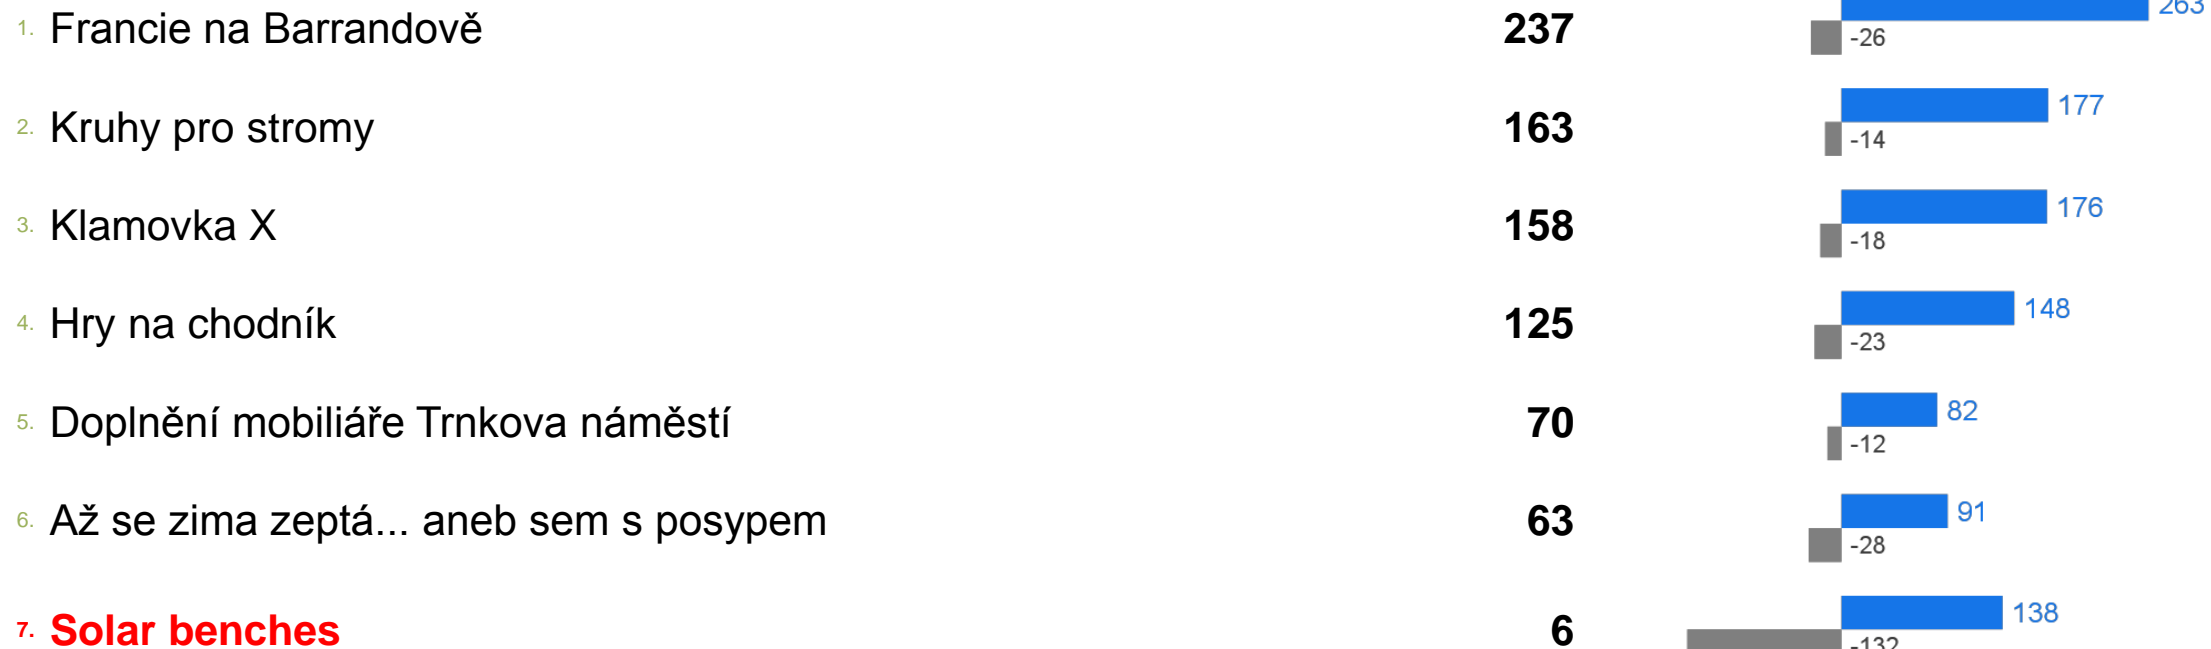 1. Francie na Barrandově 237 263
-26
2. Kruhy pro stromy 163 177
-14
3. Klamovka X 158 176
-18
4. Hry na chodník 125 148
-23
5. Doplnění mobiliáře Trnkova náměstí 70 82
-12
6. Až se zima zeptá... aneb sem s posypem 63 91
-28
7. Solar benches 6 138
-132